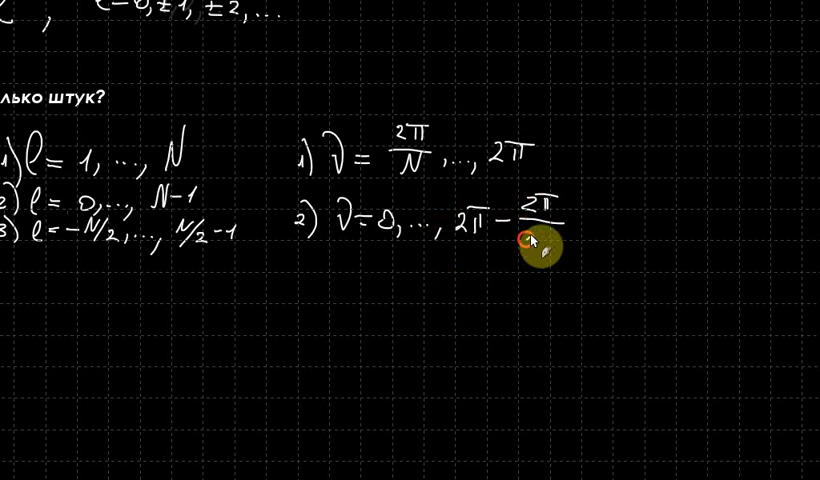 l=0,±1,±2,...
лько штук?
1) l = 1, ..., N
2) l = 0, ..., N-1
3) l = -N/2, ..., N/2-1
1) ν = 2π/N, ..., 2π
2) ν = 0, ..., 2π - 2π/